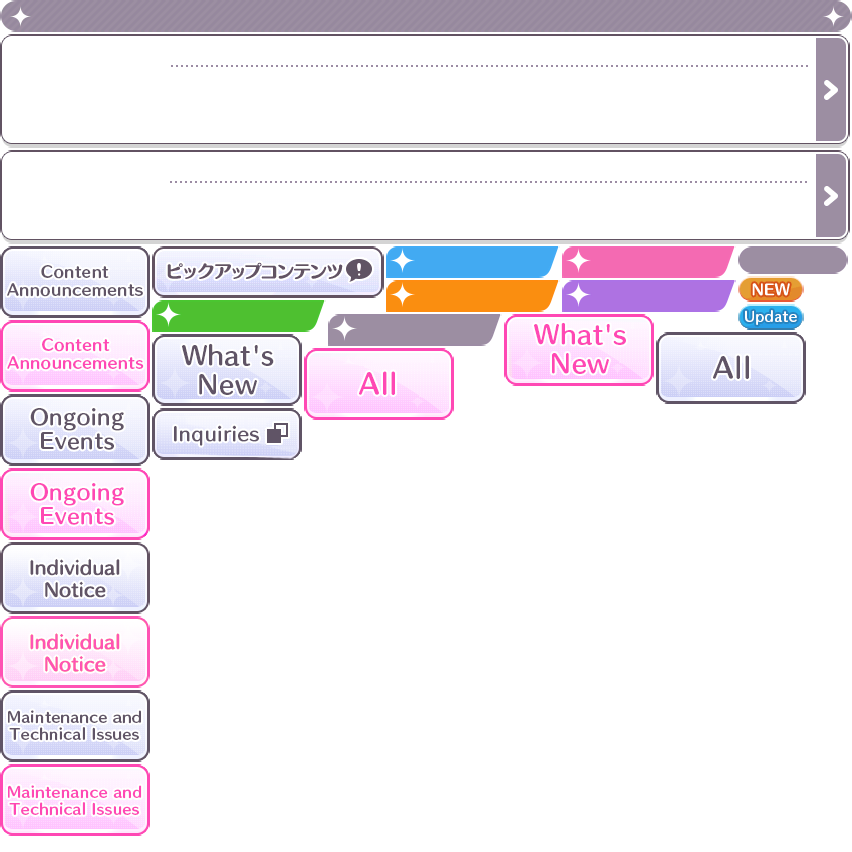 Content
Announcements
ピックアップコンテンツ
NEW
Update
Content
Announcements
What's
New
All
What's
New
All
Ongoing
Events
Inquiries
Ongoing
Events
Individual
Notice
Individual
Notice
Maintenance and
Technical Issues
Maintenance and
Technical Issues